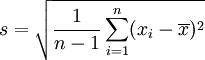 s = \sqrt{\frac{1}{n-1}\sum_{i=1}^{n}(x_i - \overline{x})^2}